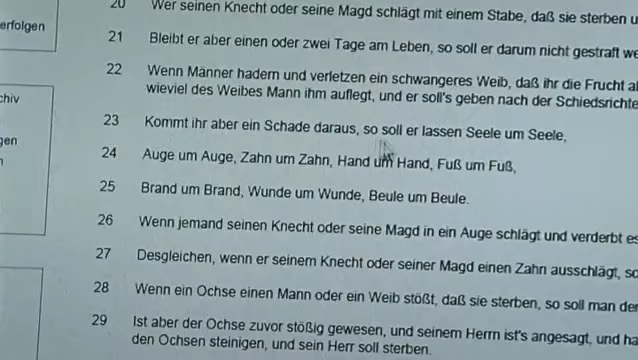 erfolgen
chiv
gen
20 Wer seinen Knecht oder seine Magd schlägt mit einem Stabe, daß sie sterben
21 Bleibt er aber einen oder zwei Tage am Leben, so soll er darum nicht gestraft
22 Wenn Männer hadern und verletzen ein schwangeres Weib, daß ihr die Frucht
wieviel des Weibes Mann ihm auflegt, und er soll's geben nach der Schiedsrichte
23 Kommt ihr aber ein Schade daraus, so soll er lassen Seele um Seele,
24 Auge um Auge, Zahn um Zahn, Hand um Hand, Fuß um Fuß,
25 Brand um Brand, Wunde um Wunde, Beule um Beule.
26 Wenn jemand seinen Knecht oder seine Magd in ein Auge schlägt und verderbt es
27 Desgleichen, wenn er seinem Knecht oder seiner Magd einen Zahn ausschlägt, so
28 Wenn ein Ochse einen Mann oder ein Weib stößt, daß sie sterben, so soll man den
29 Ist aber der Ochse zuvor stößig gewesen, und seinem Herrn ist's angesagt, und
den Ochsen steinigen, und sein Herr soll sterben.